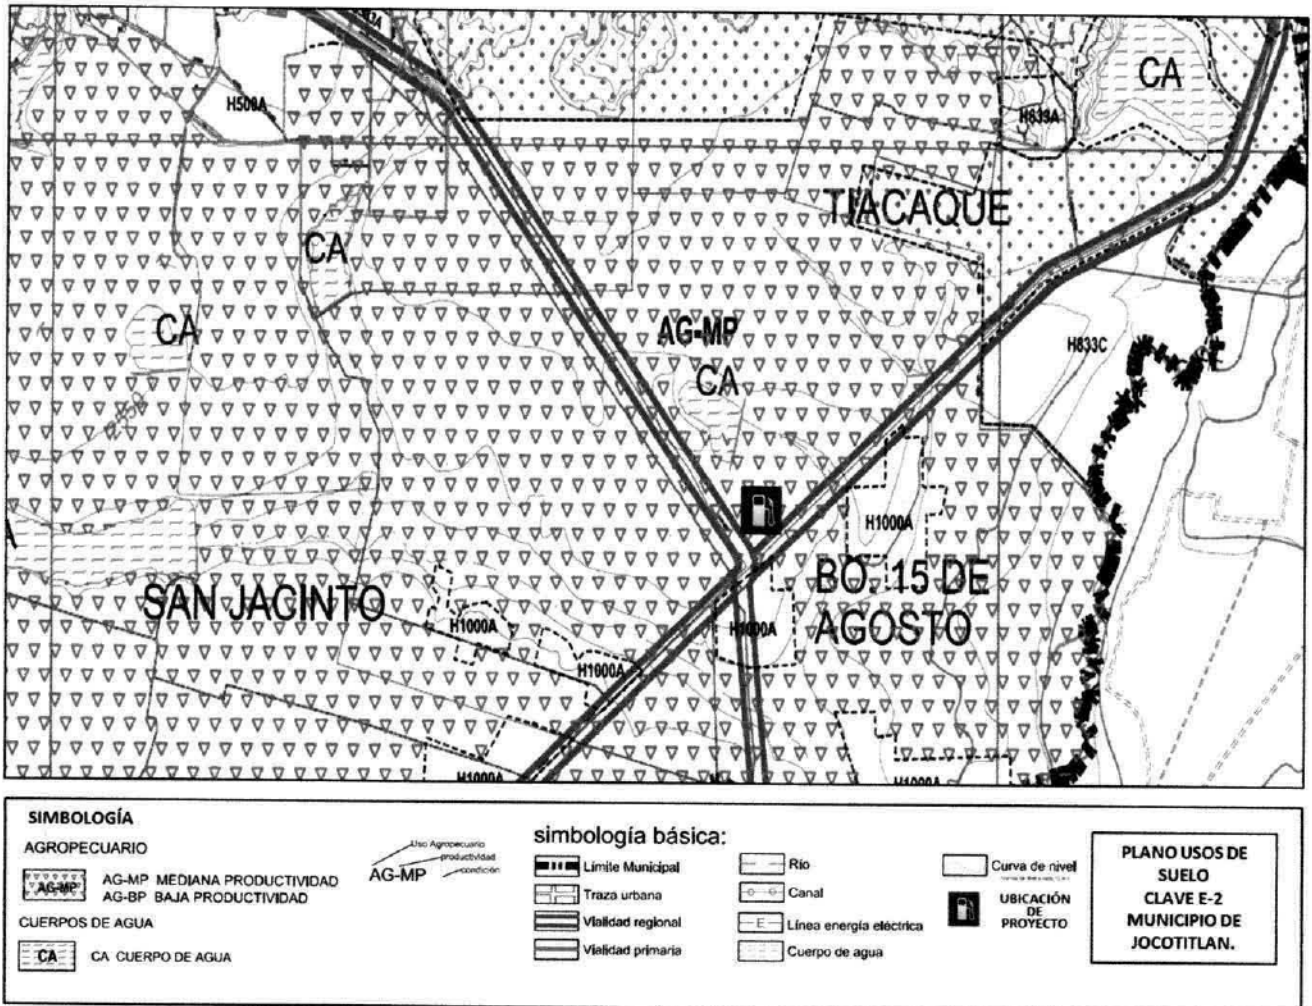 CA
H500A
H833A
TIACAQUE
CA
CA
AG-MP
CA
H833C
H1000A
BO. 15 DE
AGOSTO
SAN JACINTO
H1000A
H1000A
H1000A
H1000A
H1000A
SIMBOLOGÍA
AGROPECUARIO
AG-MP
AG-MP MEDIANA PRODUCTIVIDAD
AG-BP BAJA PRODUCTIVIDAD
CUERPOS DE AGUA
CA
CA CUERPO DE AGUA
Uso Agropecuario
productividad
condición
AG-MP
simbología básica:
Límite Municipal
Traza urbana
Vialidad regional
Vialidad primaria
Río
Canal
E
Línea energía eléctrica
Cuerpo de agua
Curva de nivel
UBICACIÓN
DE
PROYECTO
PLANO USOS DE
SUELO
CLAVE E-2
MUNICIPIO DE
JOCOTITLAN.